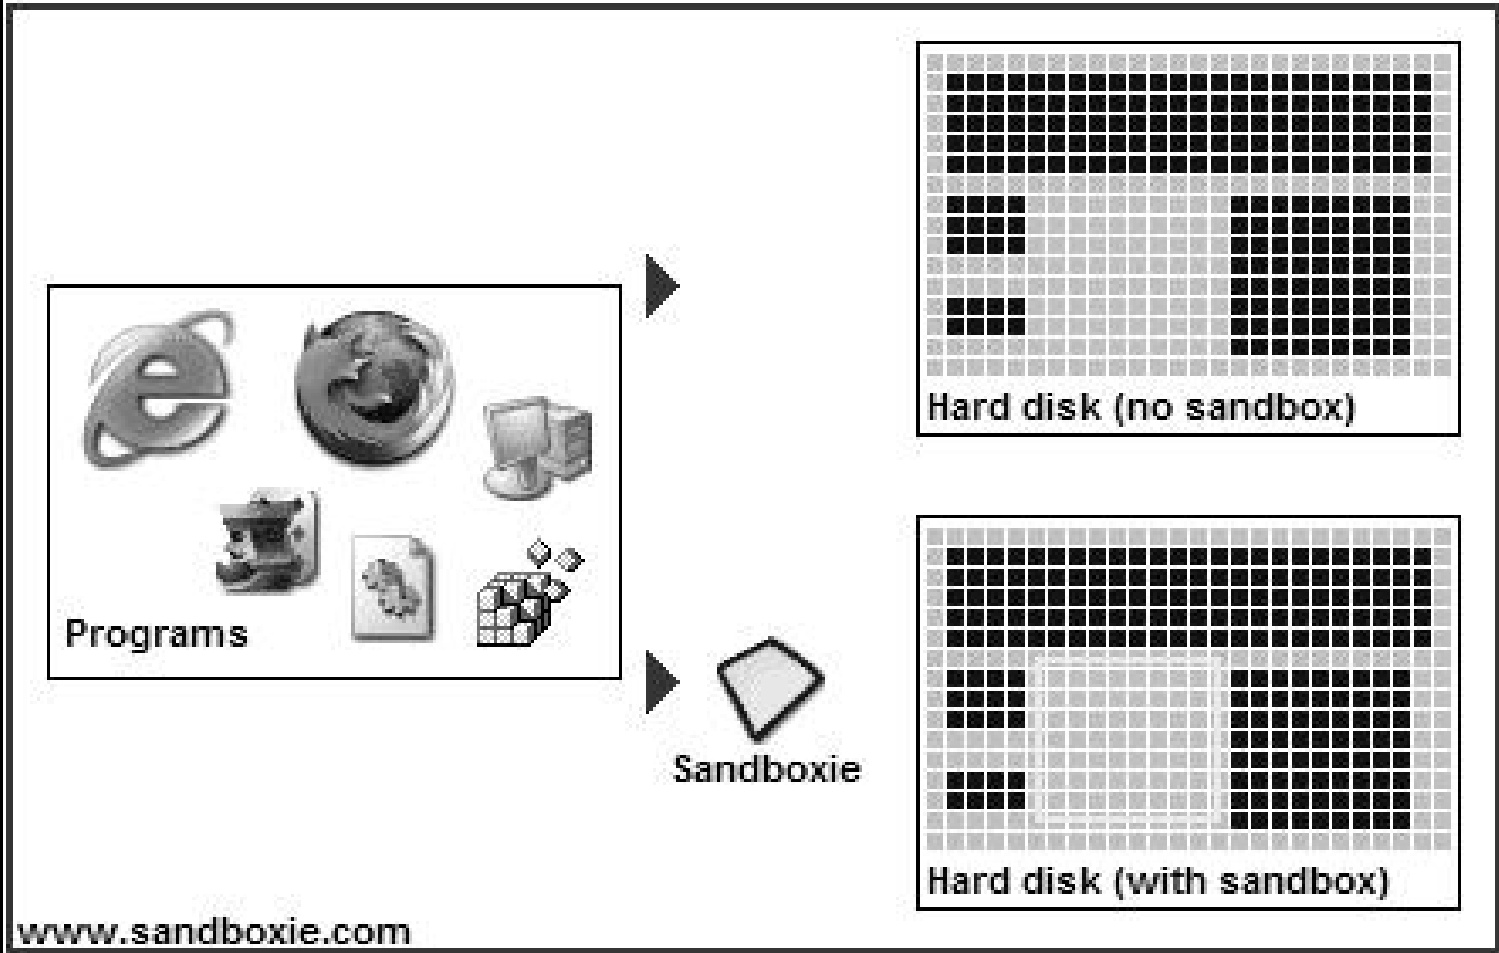 Hard disk (no sandbox)
Programs
Sandboxie
Hard disk (with sandbox)
www.sandboxie.com